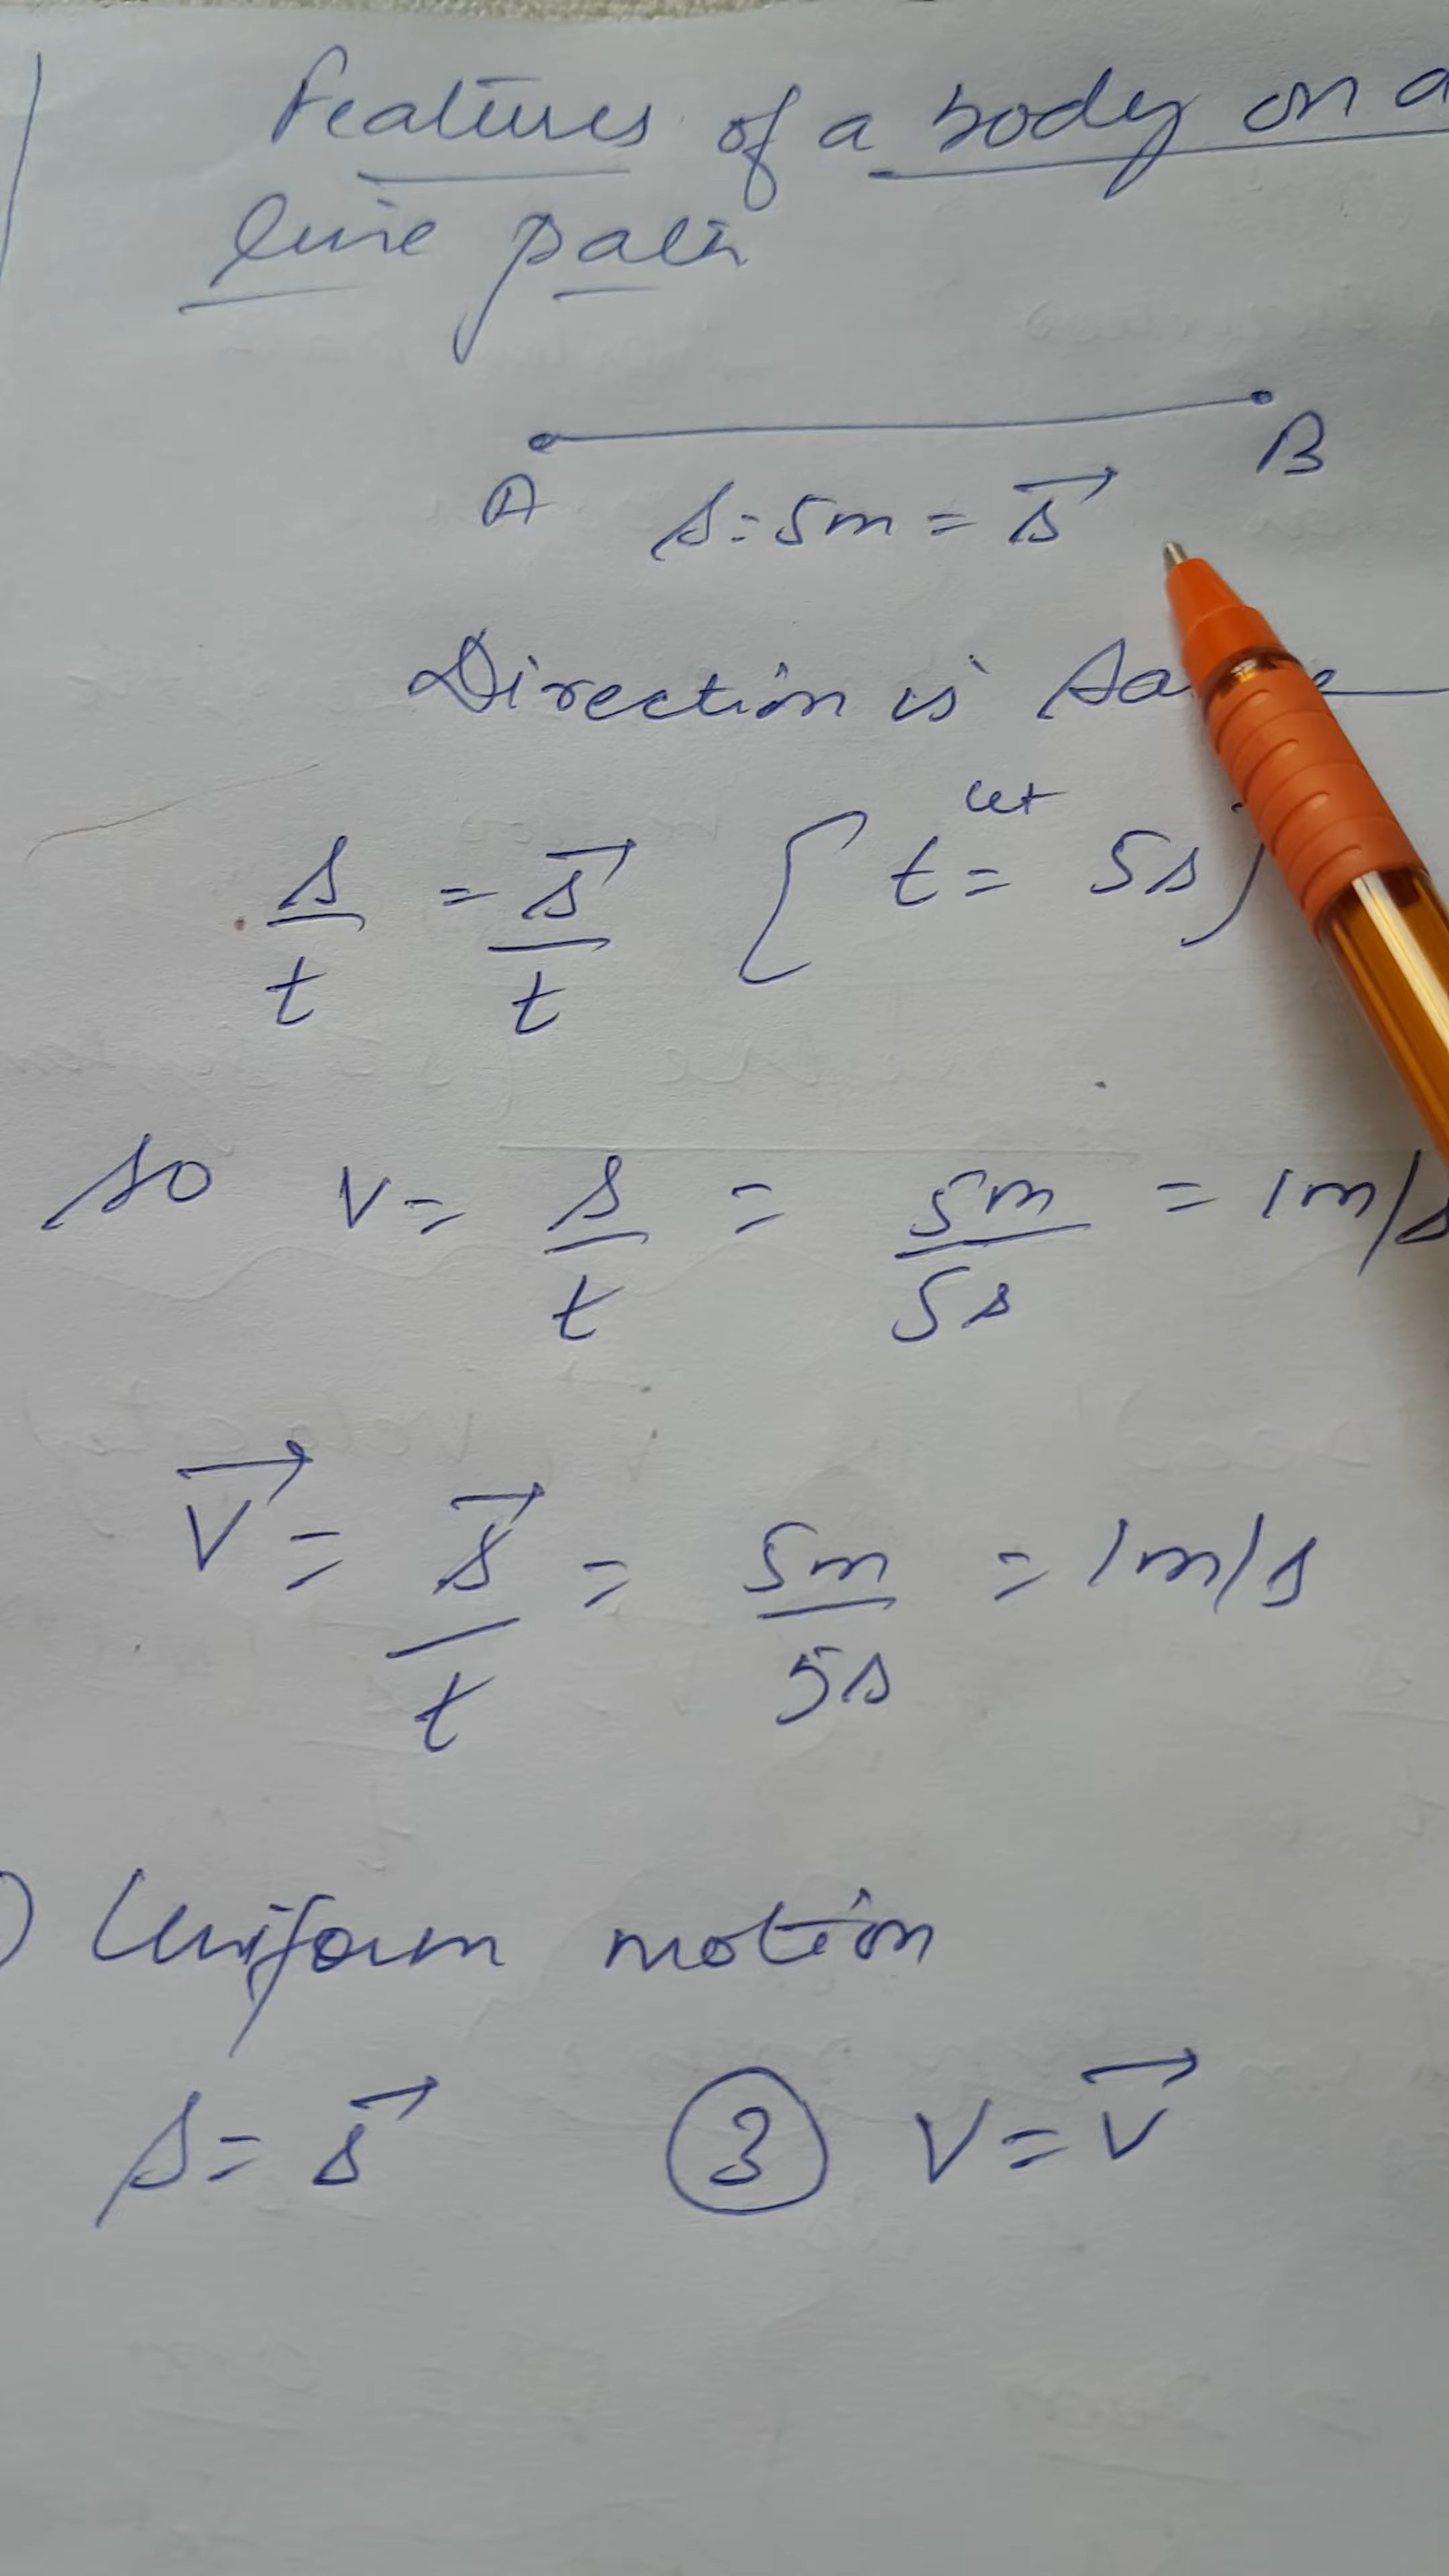 Features of a body on a
line path
A B
s = 5m = s⃗
Direction is
let
s/t = s⃗/t { t = 5s }
so v = s/t = 5m/5s = 1m/s
v⃗ = s⃗/t = 5m/5s = 1m/s
) Uniform motion
s = s⃗ ③ v = v⃗